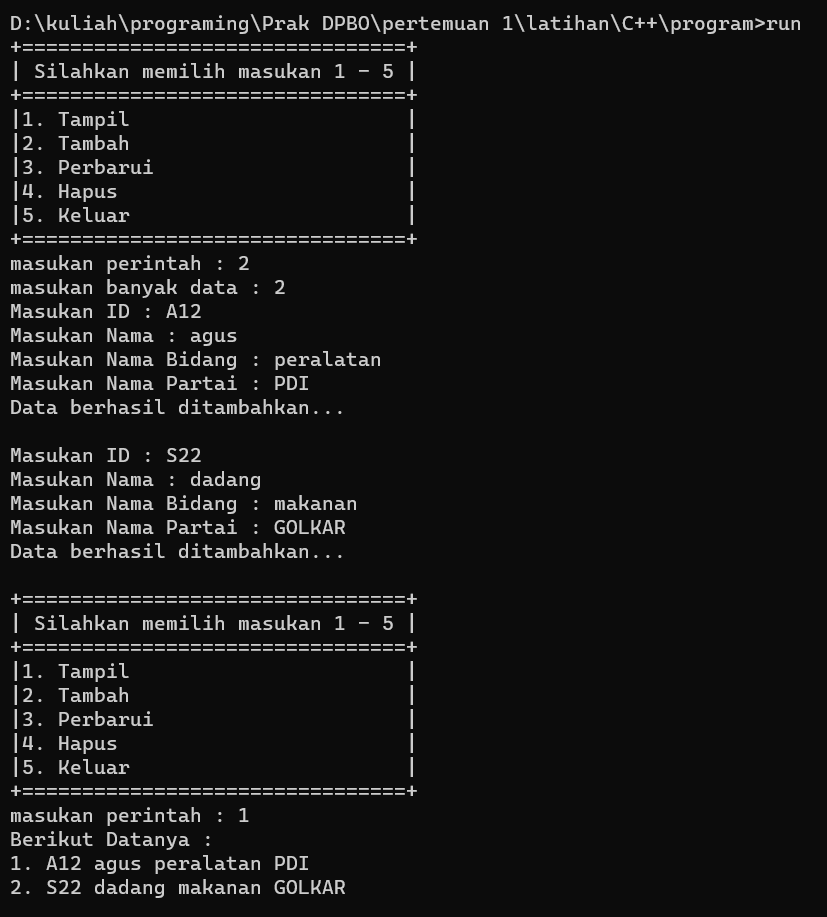 D:\kuliah\programing\Prak DPBO\pertemuan 1\latihan\C++\program>run
+================================+
| Silahkan memilih masukan 1 - 5 |
+================================+
|1. Tampil                       |
|2. Tambah                       |
|3. Perbarui                     |
|4. Hapus                        |
|5. Keluar                       |
+================================+
masukan perintah : 2
masukan banyak data : 2
Masukan ID : A12
Masukan Nama : agus
Masukan Nama Bidang : peralatan
Masukan Nama Partai : PDI
Data berhasil ditambahkan...

Masukan ID : S22
Masukan Nama : dadang
Masukan Nama Bidang : makanan
Masukan Nama Partai : GOLKAR
Data berhasil ditambahkan...

+================================+
| Silahkan memilih masukan 1 - 5 |
+================================+
|1. Tampil                       |
|2. Tambah                       |
|3. Perbarui                     |
|4. Hapus                        |
|5. Keluar                       |
+================================+
masukan perintah : 1
Berikut Datanya :
1. A12 agus peralatan PDI
2. S22 dadang makanan GOLKAR